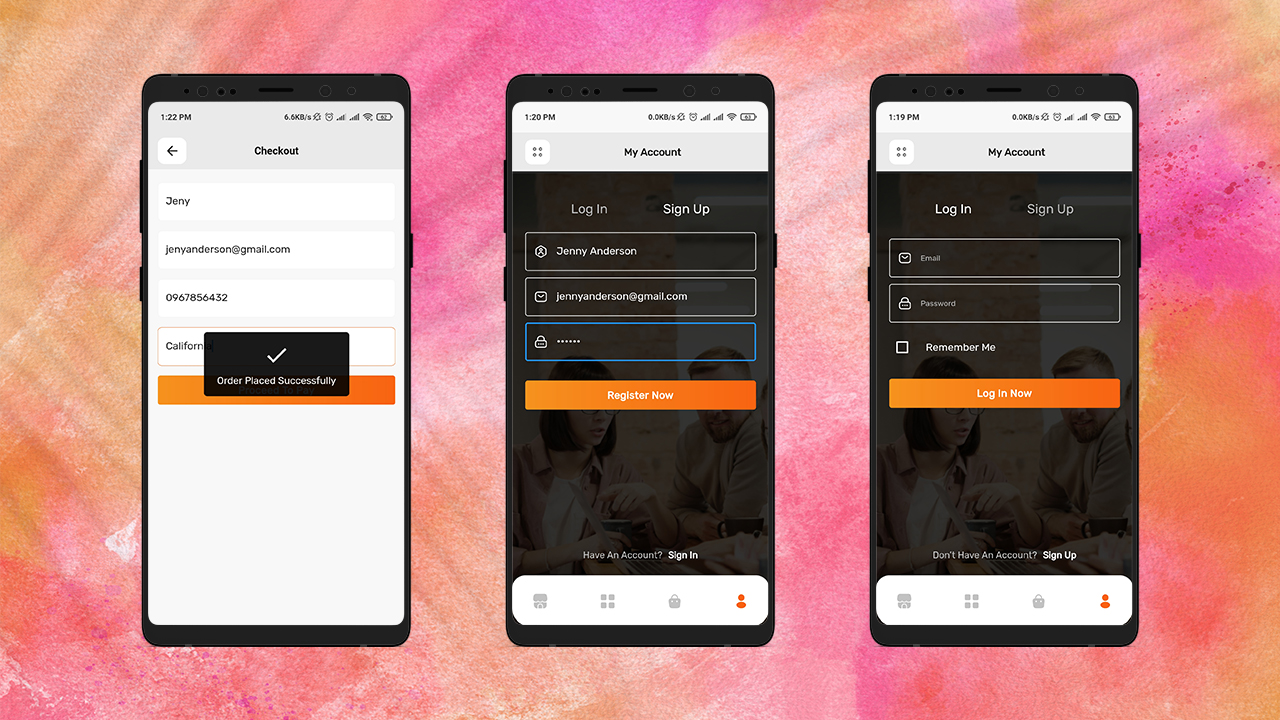 1:22 PM 6.6KB/s 62
Checkout
Jeny
jenyanderson@gmail.com
0967856432
Californ
Order Placed Successfully
1:20 PM 0.0KB/s 63
My Account
Log In Sign Up
Jenny Anderson
jennyanderson@gmail.com
••••••
Register Now
Have An Account? Sign In
1:19 PM 0.0KB/s 63
My Account
Log In Sign Up
Email
Password
Remember Me
Log In Now
Don't Have An Account? Sign Up